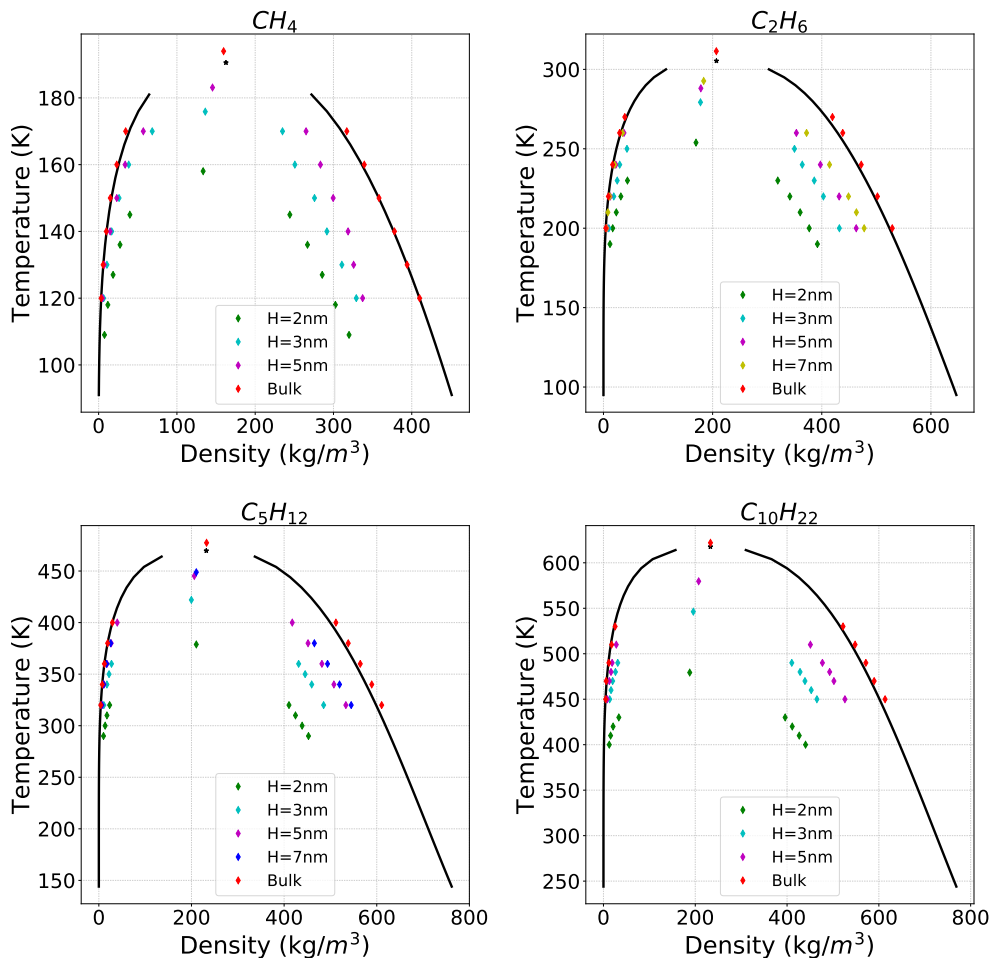 CH₄
Temperature (K)
180
160
140
120
100
0 100 200 300 400
Density (kg/m³)
H=2nm
H=3nm
H=5nm
Bulk
C₂H₆
Temperature (K)
300
250
200
150
100
0 200 400 600
Density (kg/m³)
H=2nm
H=3nm
H=5nm
H=7nm
Bulk
C₅H₁₂
Temperature (K)
450
400
350
300
250
200
150
0 200 400 600 800
Density (kg/m³)
H=2nm
H=3nm
H=5nm
H=7nm
Bulk
C₁₀H₂₂
Temperature (K)
600
550
500
450
400
350
300
250
0 200 400 600 800
Density (kg/m³)
H=2nm
H=3nm
H=5nm
Bulk